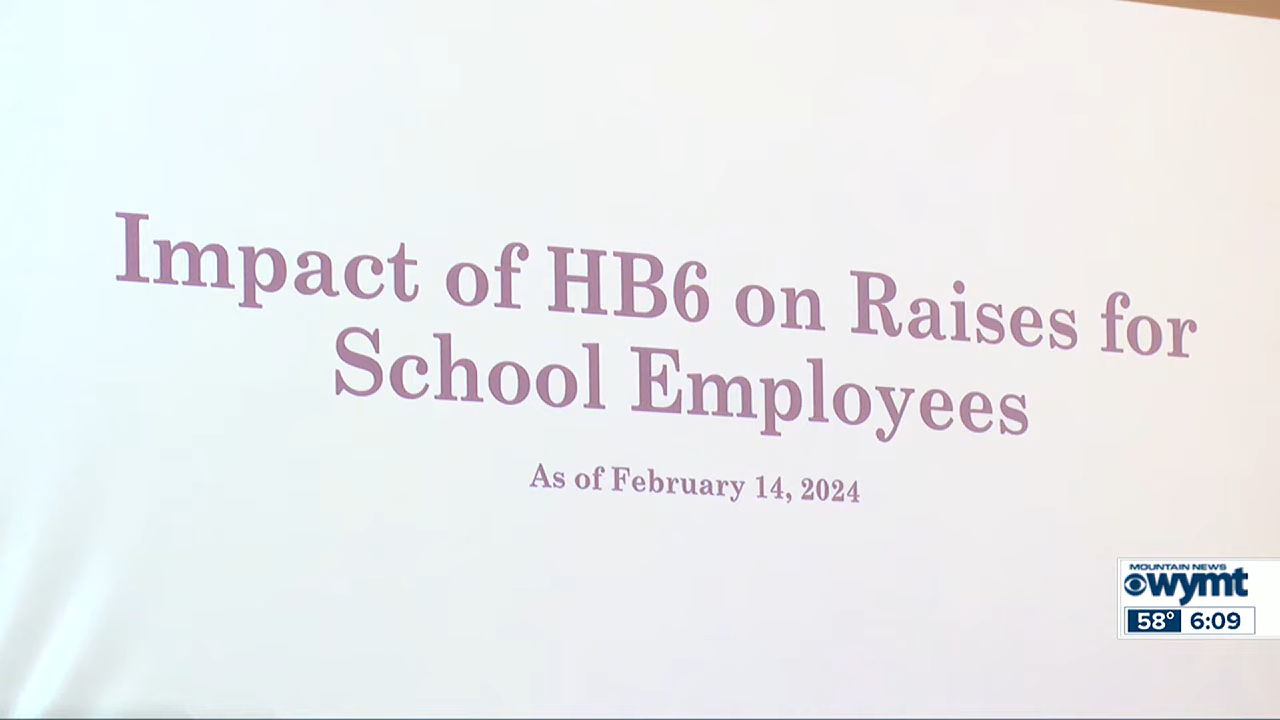 Impact of HB6 on Raises for
School Employees
As of February 14, 2024
MOUNTAIN NEWS
wymt
58° 6:09